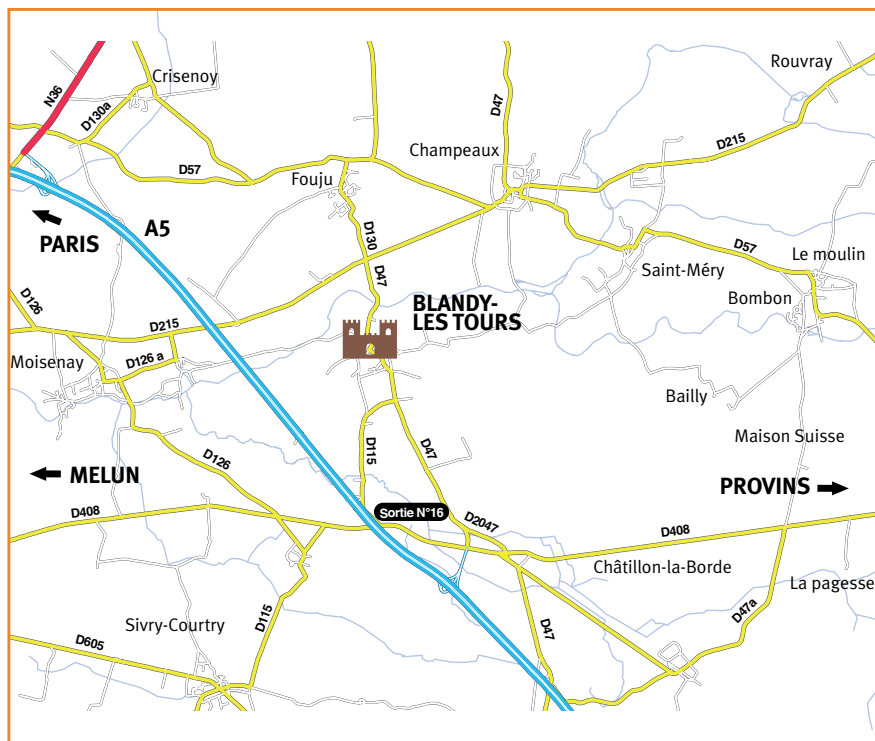 Rouvray
Crisenoy
N36
D130a
D47
Champeaux
D215
D57
Fouju
A5
PARIS
D130
D57
Le moulin
Saint-Méry
D47
Bombon
D126
BLANDY-
LES TOURS
D215
Moisenay
D126 a
Bailly
Maison Suisse
D126
D115
D47
MELUN
PROVINS
D408
Sortie N°16
D2047
D408
Châtillon-la-Borde
La pagesse
D115
D47a
Sivry-Courtry
D47
D605